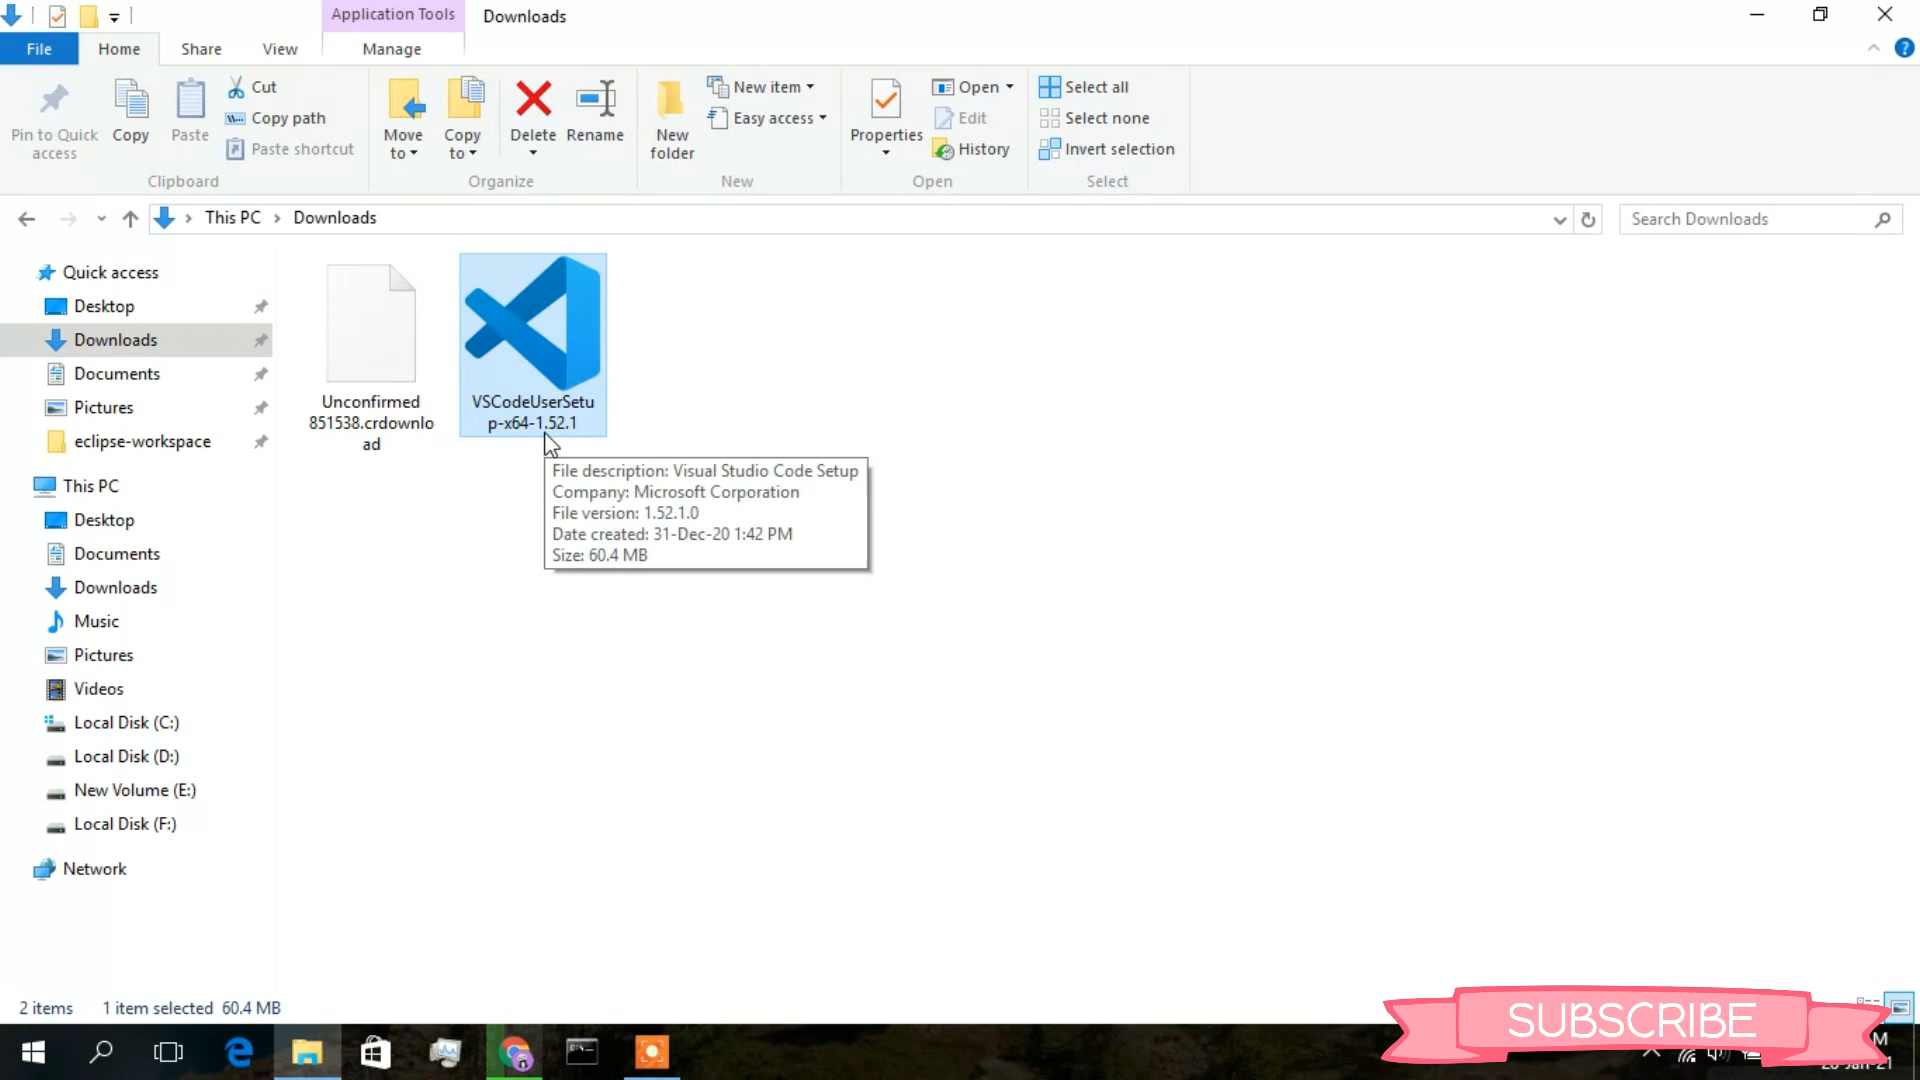 Application Tools
Downloads
File
Home
Share
View
Manage
Pin to Quick
access
Copy
Paste
Cut
Copy path
Paste shortcut
Clipboard
Move
to
Copy
to
Delete
Rename
Organize
New
folder
New item
Easy access
New
Properties
Open
Edit
History
Open
Select all
Select none
Invert selection
Select
This PC
Downloads
Search Downloads
Quick access
Desktop
Downloads
Documents
Pictures
eclipse-workspace
This PC
Desktop
Documents
Downloads
Music
Pictures
Videos
Local Disk (C:)
Local Disk (D:)
New Volume (E:)
Local Disk (F:)
Network
Unconfirmed
851538.crdownlo
ad
VSCodeUserSetu
p-x64-1.52.1
File description: Visual Studio Code Setup
Company: Microsoft Corporation
File version: 1.52.1.0
Date created: 31-Dec-20 1:42 PM
Size: 60.4 MB
2 items
1 item selected 60.4 MB
SUBSCRIBE